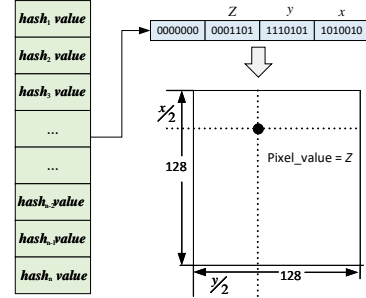 hash₁ value
hash₂ value
hash₃ value
...
...
hashₙ₋₂value
hashₙ₋₁value
hashₙ value
Z y x
0000000 0001101 1110101 1010010
x/2
128
Pixel_value = Z
y/2
128